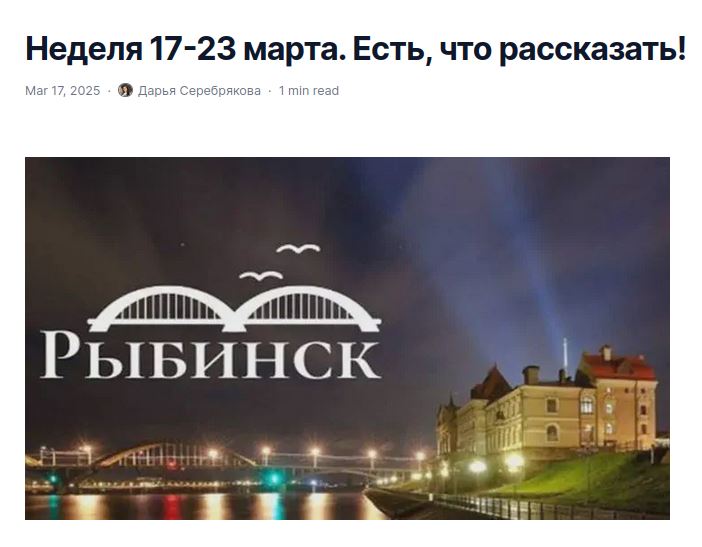 Неделя 17-23 марта. Есть, что рассказать!
Mar 17, 2025 · Дарья Серебрякова · 1 min read
Рыбинск